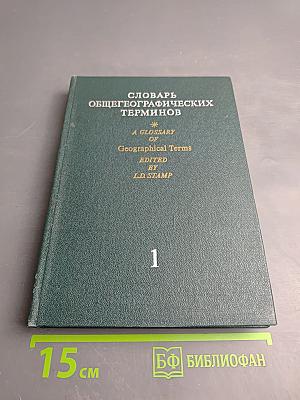 СЛОВАРЬ
ОБЩЕГЕОГРАФИЧЕСКИХ
ТЕРМИНОВ
*
A GLOSSARY
OF
Geographical Terms
EDITED
BY
L.D. STAMP
1
15 см
БФ БИБЛИОФАН